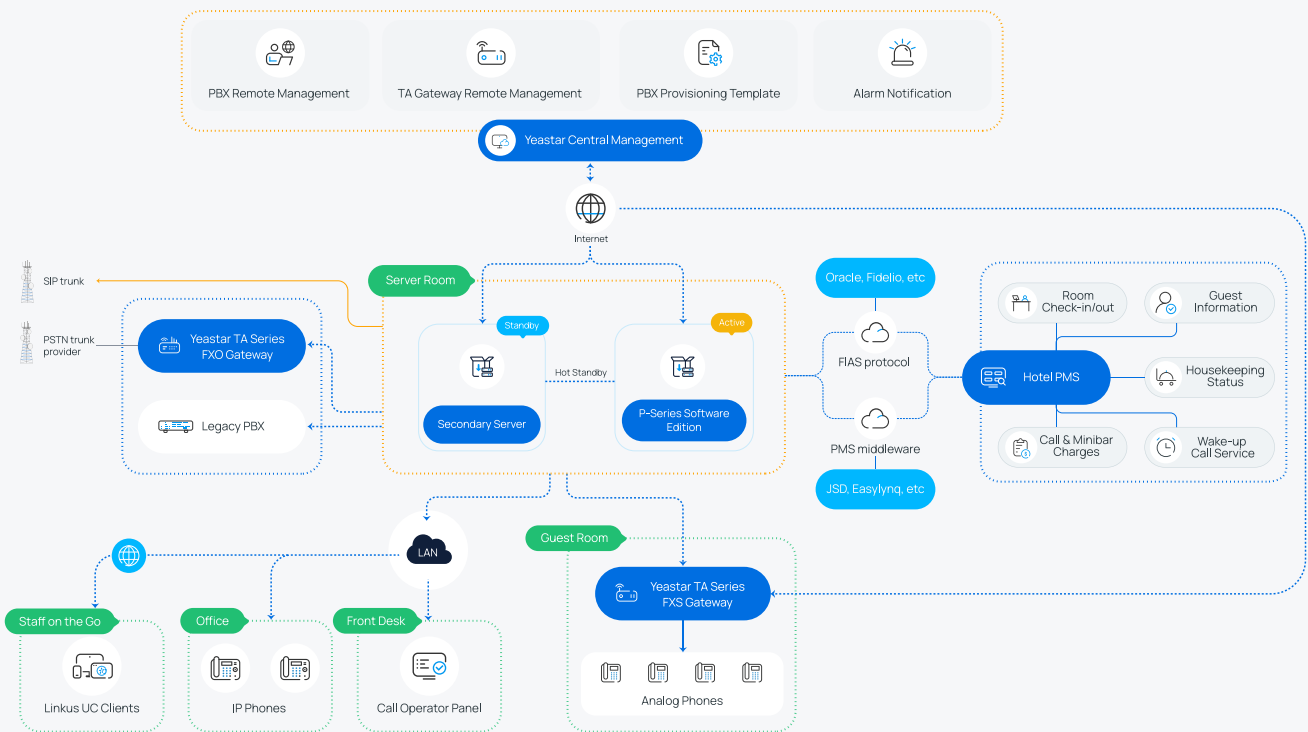 PBX Remote Management
TA Gateway Remote Management
PBX Provisioning Template
Alarm Notification
Yeastar Central Management
Internet
SIP trunk
PSTN trunk
provider
Yeastar TA Series
FXO Gateway
Legacy PBX
Server Room
Standby
Active
Hot Standby
Secondary Server
P-Series Software
Edition
Oracle, Fidelio, etc
FIAS protocol
PMS middleware
JSD, Easylynq, etc
Room
Check-in/out
Guest
Information
Hotel PMS
Housekeeping
Status
Call & Minibar
Charges
Wake-up
Call Service
LAN
Guest Room
Yeastar TA Series
FXS Gateway
Analog Phones
Staff on the Go
Linkus UC Clients
Office
IP Phones
Front Desk
Call Operator Panel